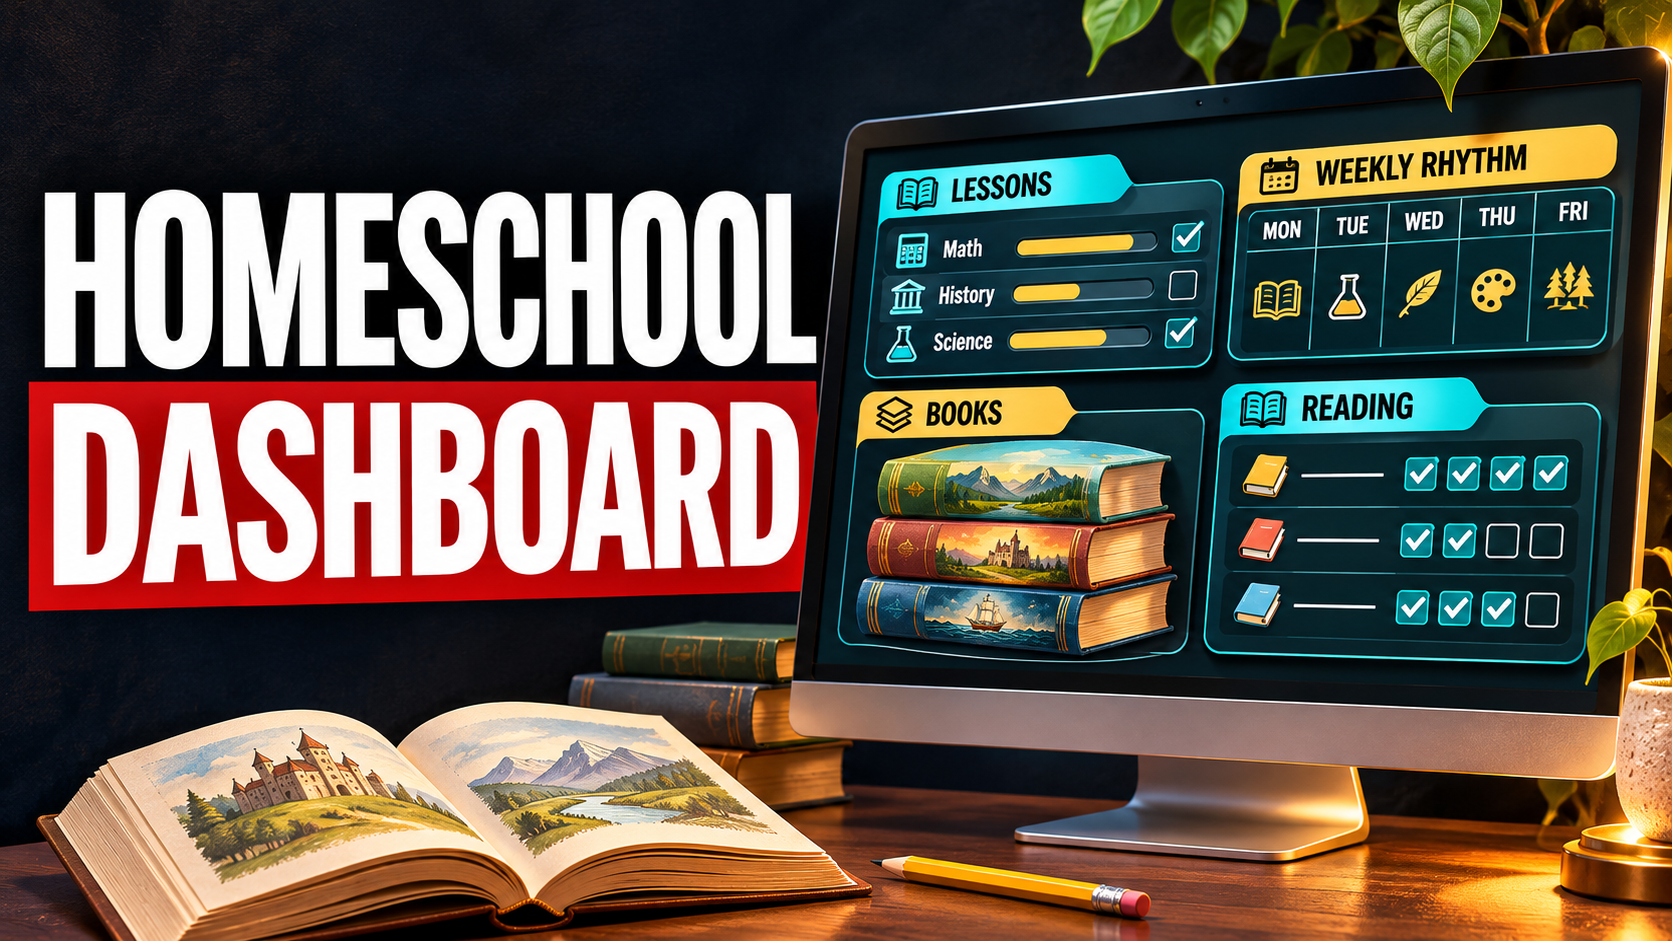 HOMESCHOOL
DASHBOARD
LESSONS
Math
History
Science
WEEKLY RHYTHM
MON TUE WED THU FRI
BOOKS
READING